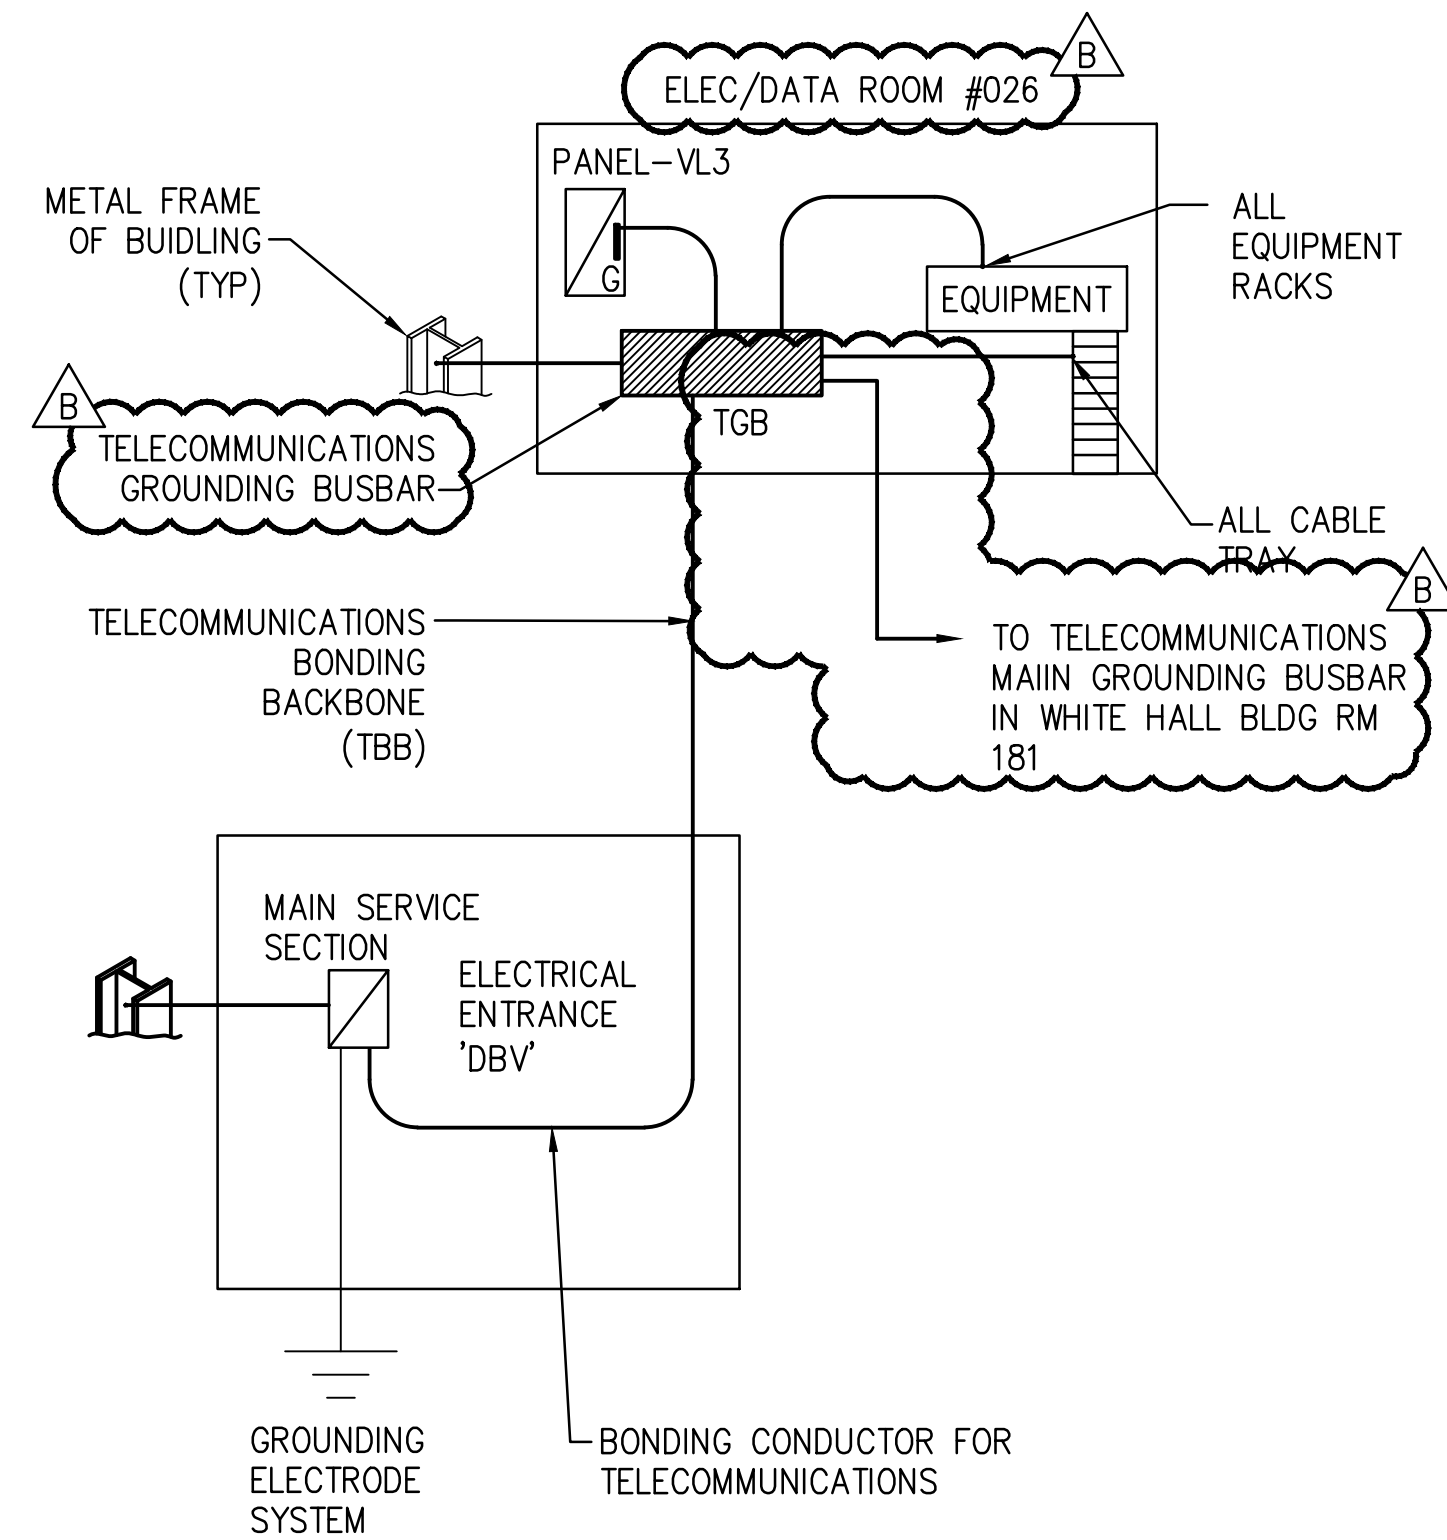 B
ELEC/DATA ROOM #026
PANEL-VL3
G
METAL FRAME
OF BUIDLING
(TYP)
ALL
EQUIPMENT
RACKS
EQUIPMENT
TGB
B
TELECOMMUNICATIONS
GROUNDING BUSBAR
ALL CABLE
TRAY
B
TELECOMMUNICATIONS
BONDING
BACKBONE
(TBB)
TO TELECOMMUNICATIONS
MAIIN GROUNDING BUSBAR
IN WHITE HALL BLDG RM
181
MAIN SERVICE
SECTION
ELECTRICAL
ENTRANCE
'DBV'
GROUNDING
ELECTRODE
SYSTEM
BONDING CONDUCTOR FOR
TELECOMMUNICATIONS